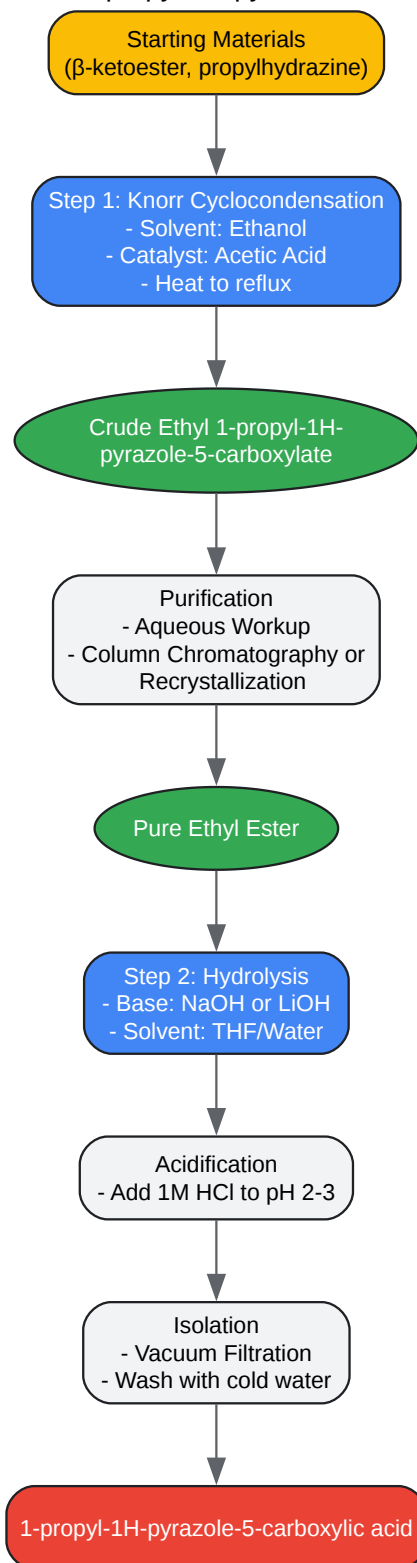 Starting Materials
(β-ketoester, propylhydrazine)
Step 1: Knorr Cyclocondensation
- Solvent: Ethanol
- Catalyst: Acetic Acid
- Heat to reflux
Crude Ethyl 1-propyl-1H-
pyrazole-5-carboxylate
Purification
- Aqueous Workup
- Column Chromatography or
Recrystallization
Pure Ethyl Ester
Step 2: Hydrolysis
- Base: NaOH or LiOH
- Solvent: THF/Water
Acidification
- Add 1M HCl to pH 2-3
Isolation
- Vacuum Filtration
- Wash with cold water
1-propyl-1H-pyrazole-5-carboxylic acid